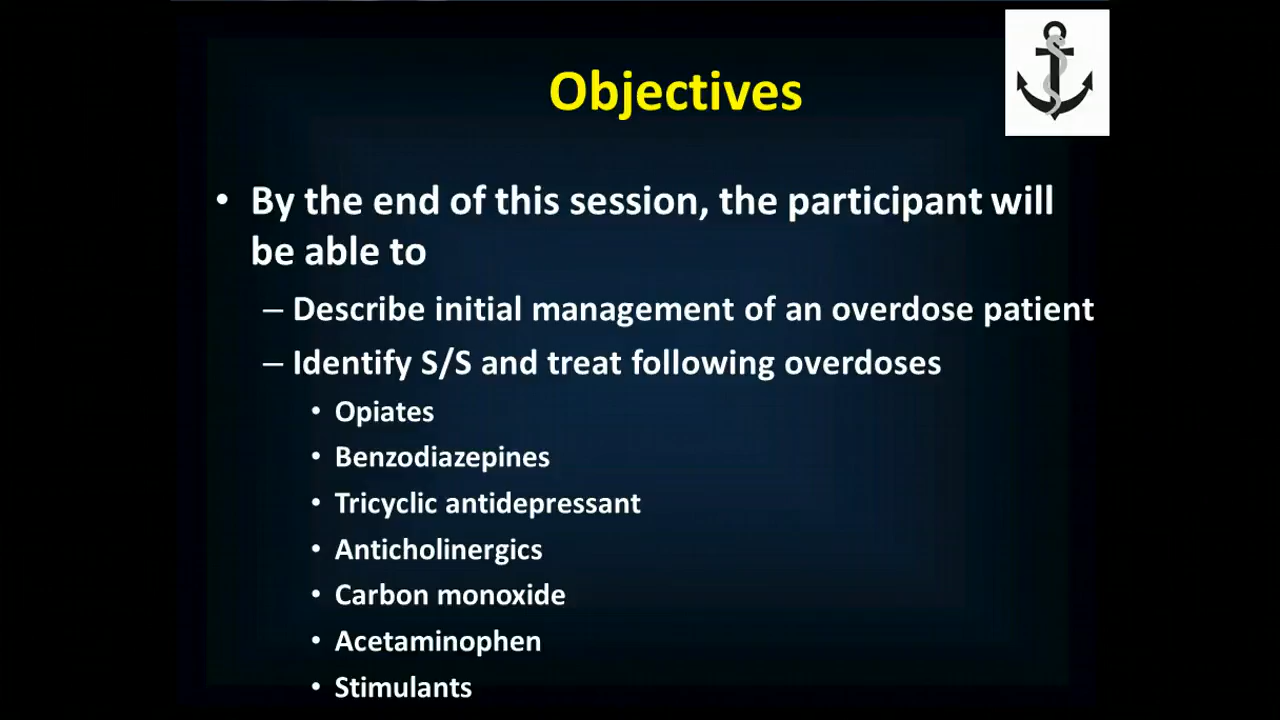 Objectives
• By the end of this session, the participant will
be able to
– Describe initial management of an overdose patient
– Identify S/S and treat following overdoses
• Opiates
• Benzodiazepines
• Tricyclic antidepressant
• Anticholinergics
• Carbon monoxide
• Acetaminophen
• Stimulants